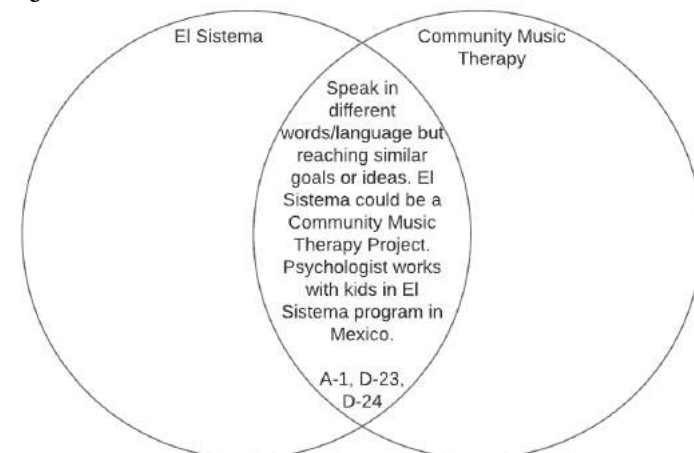 El Sistema
Community Music
Therapy
Speak in
different
words/language but
reaching similar
goals or ideas. El
Sistema could be a
Community Music
Therapy Project.
Psychologist works
with kids in El
Sistema program in
Mexico.
A-1, D-23,
D-24